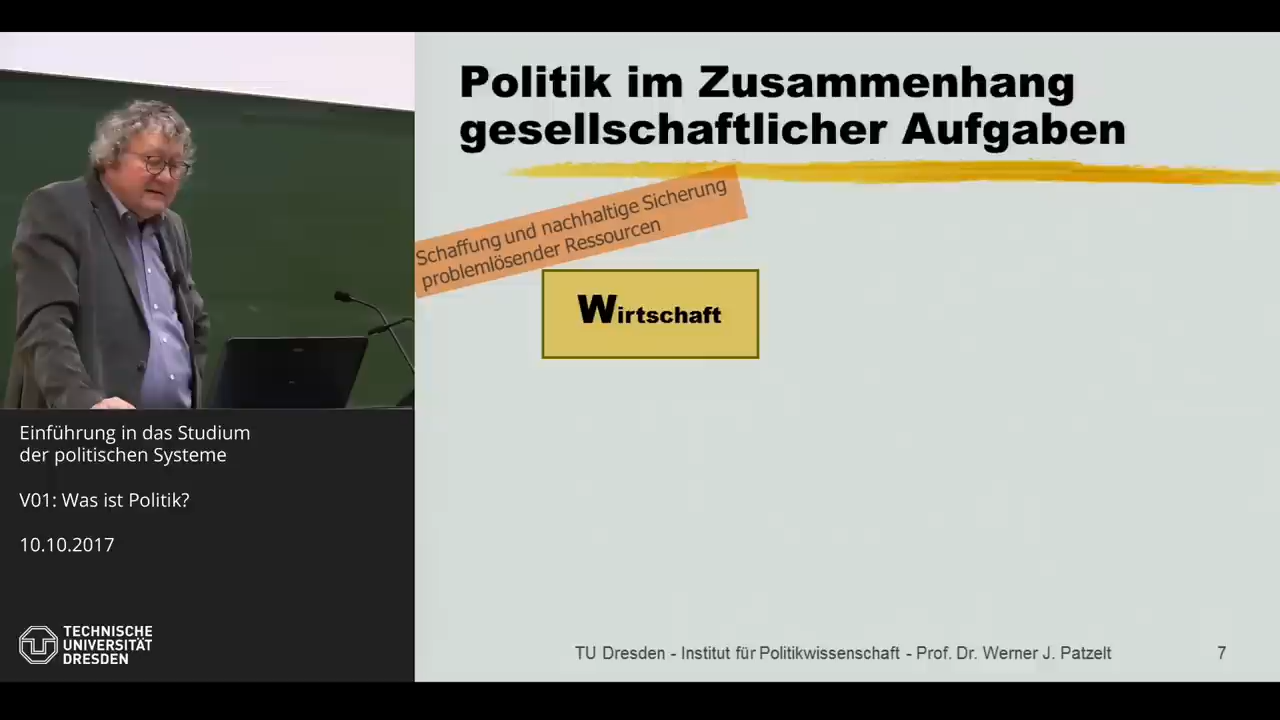 Politik im Zusammenhang
gesellschaftlicher Aufgaben
Schaffung und nachhaltige Sicherung
problemlösender Ressourcen
Wirtschaft
Einführung in das Studium
der politischen Systeme
V01: Was ist Politik?
10.10.2017
TECHNISCHE
UNIVERSITÄT
DRESDEN
TU Dresden - Institut für Politikwissenschaft - Prof. Dr. Werner J. Patzelt
7